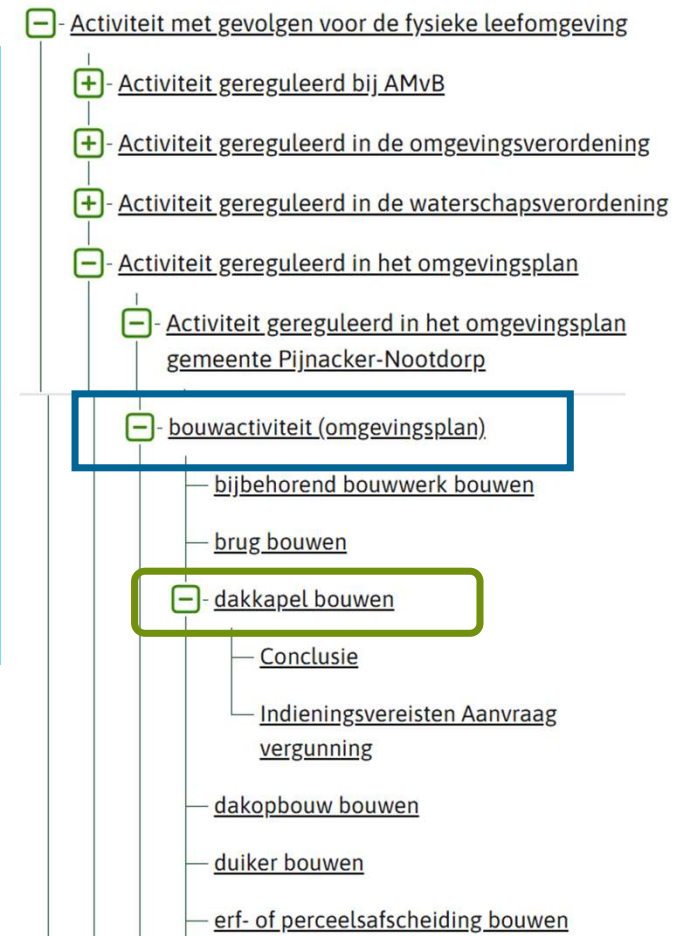 Activiteit met gevolgen voor de fysieke leefomgeving
Activiteit gereguleerd bij AMvB
Activiteit gereguleerd in de omgevingsverordening
Activiteit gereguleerd in de waterschapsverordening
Activiteit gereguleerd in het omgevingsplan
Activiteit gereguleerd in het omgevingsplan
gemeente Pijnacker-Nootdorp
bouwactiviteit (omgevingsplan)
bijbehorend bouwwerk bouwen
brug bouwen
dakkapel bouwen
Conclusie
Indieningsvereisten Aanvraag
vergunning
dakopbouw bouwen
duiker bouwen
erf- of perceelsafscheiding bouwen